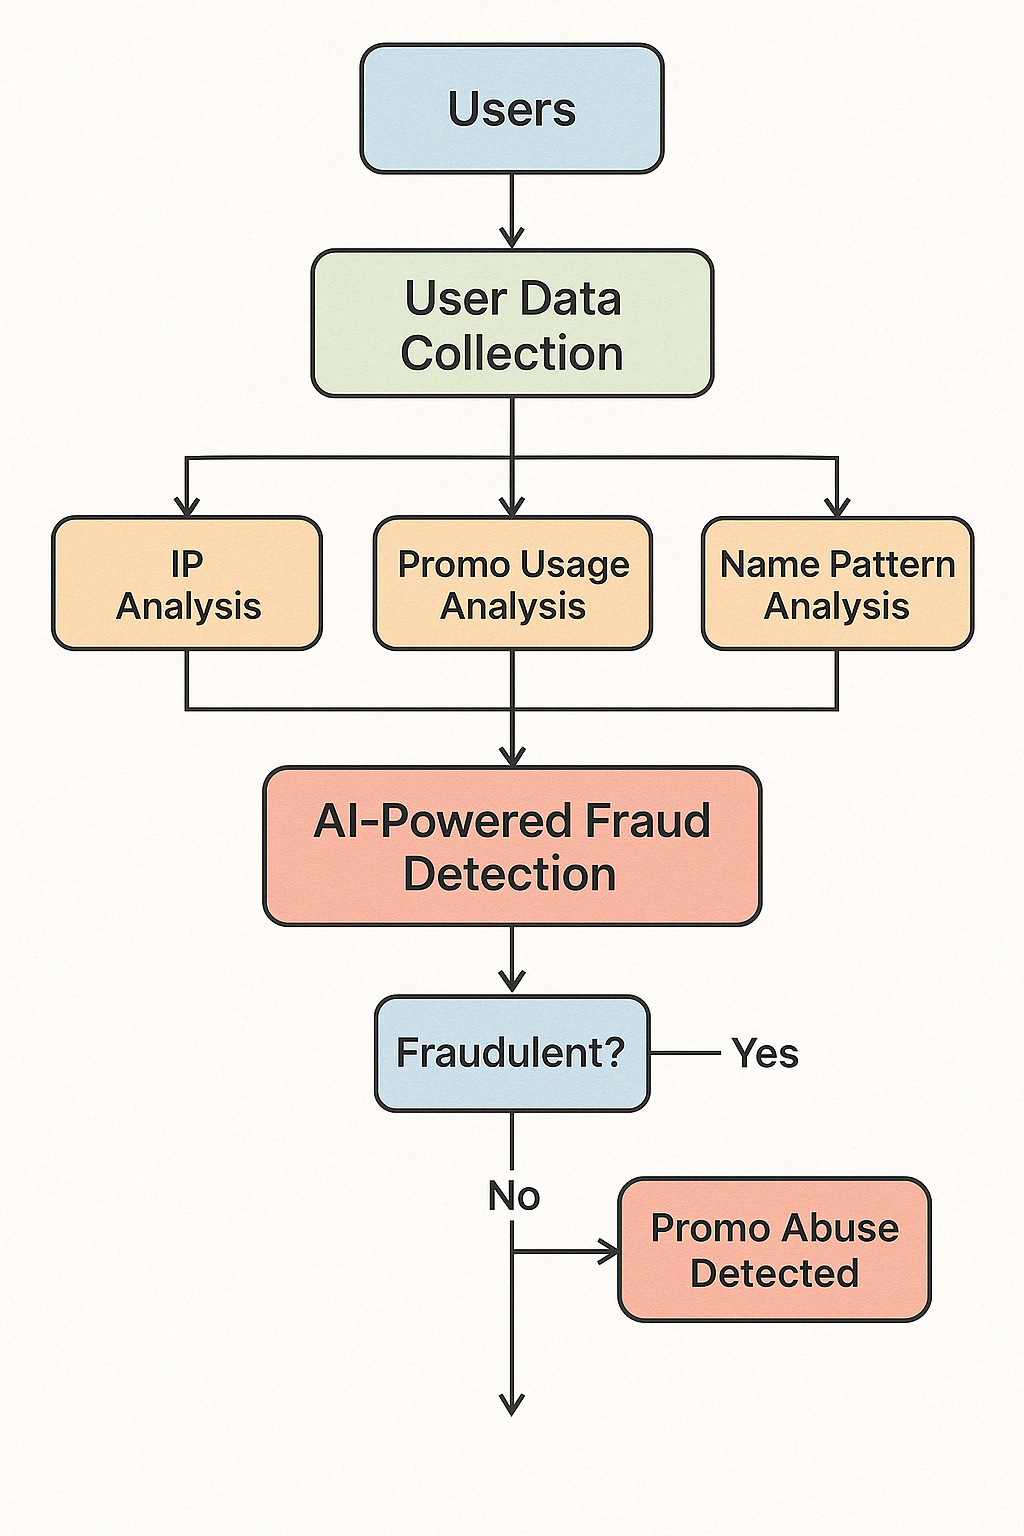 Users
User Data
Collection
IP
Analysis
Promo Usage
Analysis
Name Pattern
Analysis
AI-Powered Fraud
Detection
Fraudulent?
Yes
No
Promo Abuse
Detected